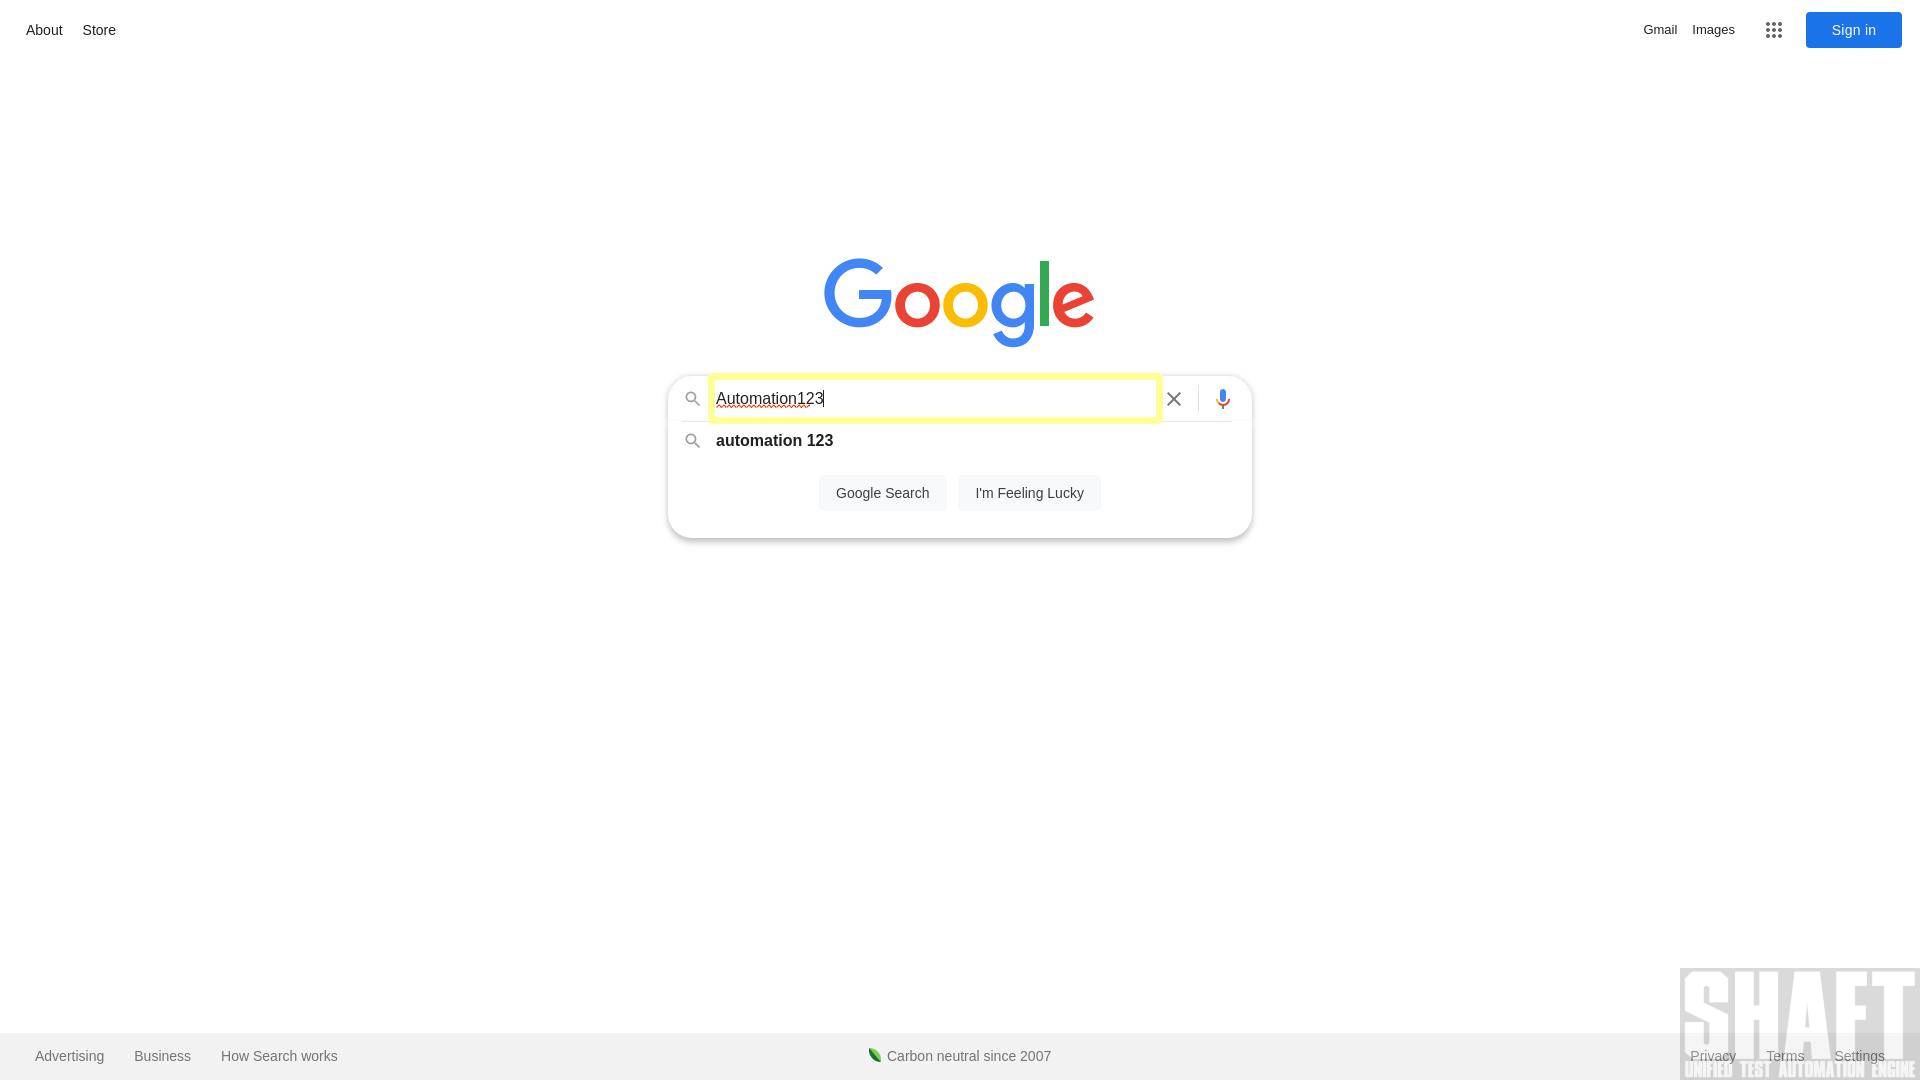 About Store
Gmail Images Sign in
Google
Automation123
automation 123
Google Search I'm Feeling Lucky
SHAFT
Advertising Business How Search works Carbon neutral since 2007 Privacy Terms Settings
UNIFIED TEST AUTOMATION ENGINE